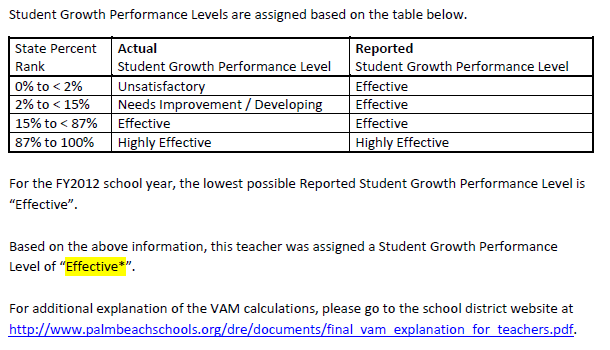 Student Growth Performance Levels are assigned based on the table below.
State Percent Rank | Actual Student Growth Performance Level | Reported Student Growth Performance Level
0% to < 2% | Unsatisfactory | Effective
2% to < 15% | Needs Improvement / Developing | Effective
15% to < 87% | Effective | Effective
87% to 100% | Highly Effective | Highly Effective
For the FY2012 school year, the lowest possible Reported Student Growth Performance Level is
“Effective”.
Based on the above information, this teacher was assigned a Student Growth Performance
Level of “Effective*”.
For additional explanation of the VAM calculations, please go to the school district website at
http://www.palmbeachschools.org/dre/documents/final_vam_explanation_for_teachers.pdf.